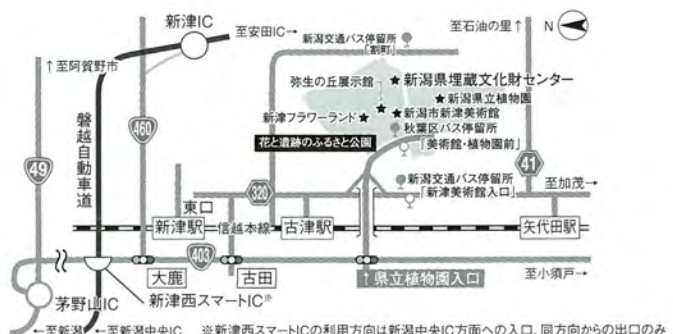 新津IC
至安田IC→
新潟交通バス停留所
「割町」
至石油の里↑
N
↑至阿賀野市
弥生の丘展示館
★新潟県埋蔵文化財センター
★新潟県立植物園
★新潟市新津美術館
新津フラワーランド★
秋葉区バス停留所
「美術館・植物園前」
花と遺跡のふるさと公園
460
49
磐越自動車道
41
新潟交通バス停留所
「新津美術館入口」
320
至加茂→
東口
新津駅
信越本線
古津駅
矢代田駅
403
大鹿
古田
↑県立植物園入口
至小須戸→
新津西スマートIC※
茅野山IC
←至新潟
←至新潟中央IC
※新津西スマートICの利用方向は新潟中央IC方面への入口、同方向からの出口のみ